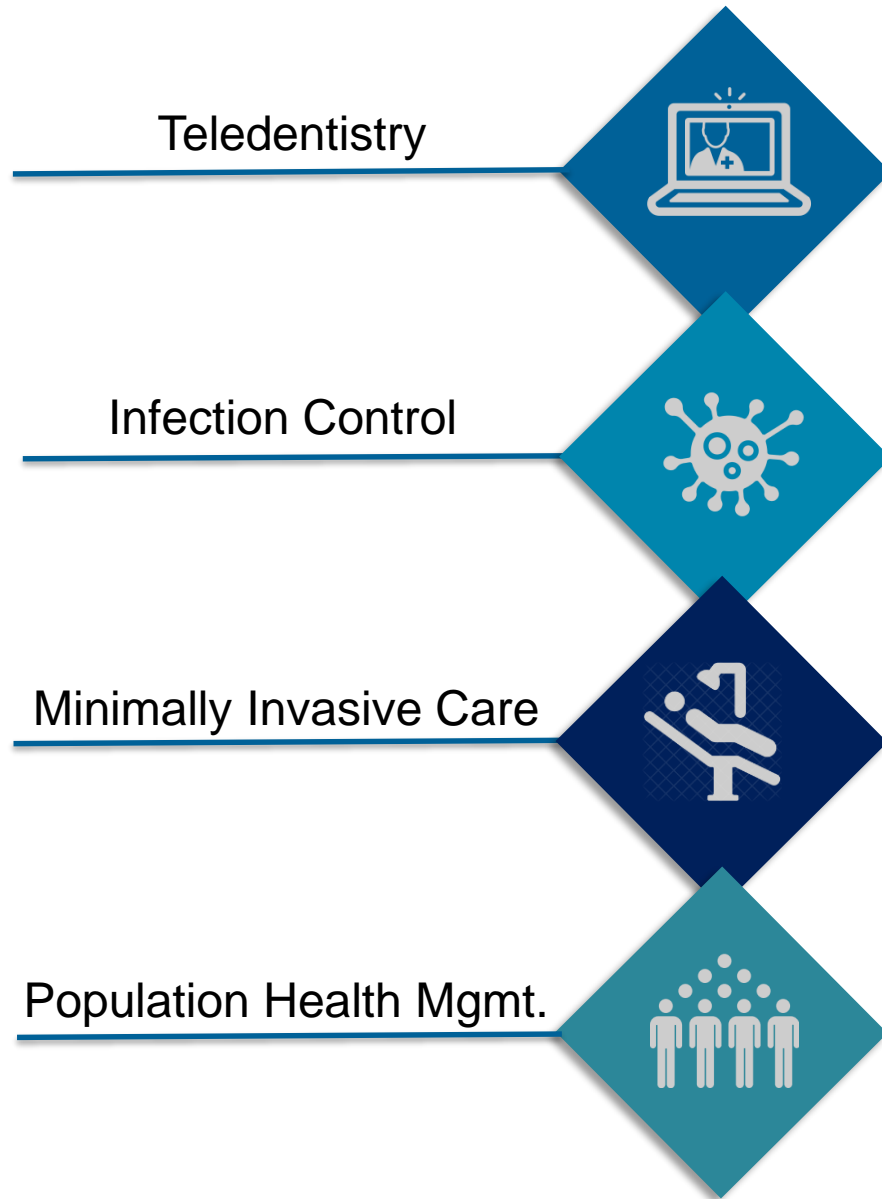 Teledentistry
Infection Control
Minimally Invasive Care
Population Health Mgmt.